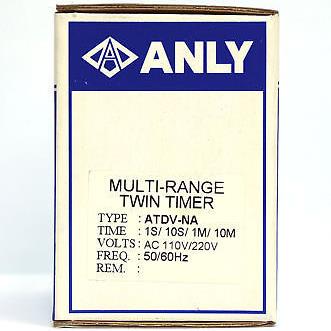 ANLY
MULTI-RANGE
TWIN TIMER
TYPE : ATDV-NA
TIME : 1S/ 10S/ 1M/ 10M
VOLTS : AC 110V/220V
FREQ. : 50/60Hz
REM. :